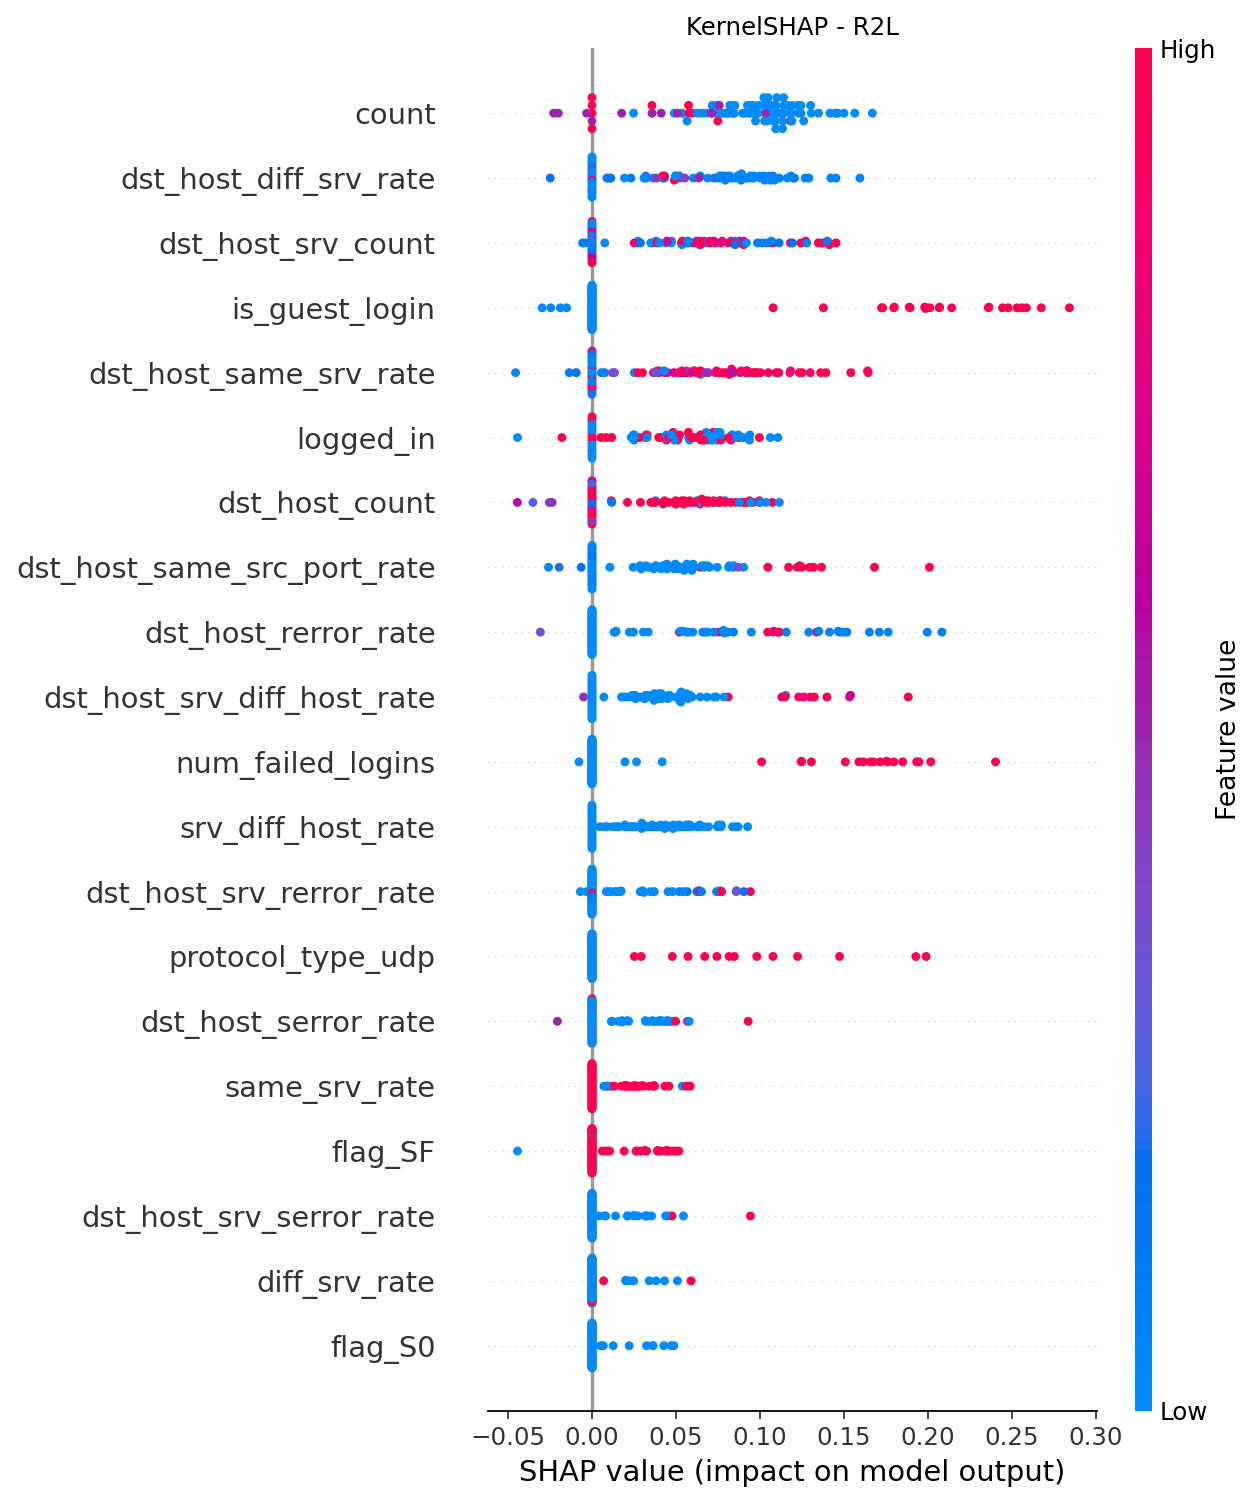 KernelSHAP - R2L
High
count
dst_host_diff_srv_rate
dst_host_srv_count
is_guest_login
dst_host_same_srv_rate
logged_in
dst_host_count
dst_host_same_src_port_rate
dst_host_rerror_rate
dst_host_srv_diff_host_rate
num_failed_logins
srv_diff_host_rate
dst_host_srv_rerror_rate
protocol_type_udp
dst_host_serror_rate
same_srv_rate
flag_SF
dst_host_srv_serror_rate
diff_srv_rate
flag_S0
Feature value
Low
−0.05 0.00 0.05 0.10 0.15 0.20 0.25 0.30
SHAP value (impact on model output)